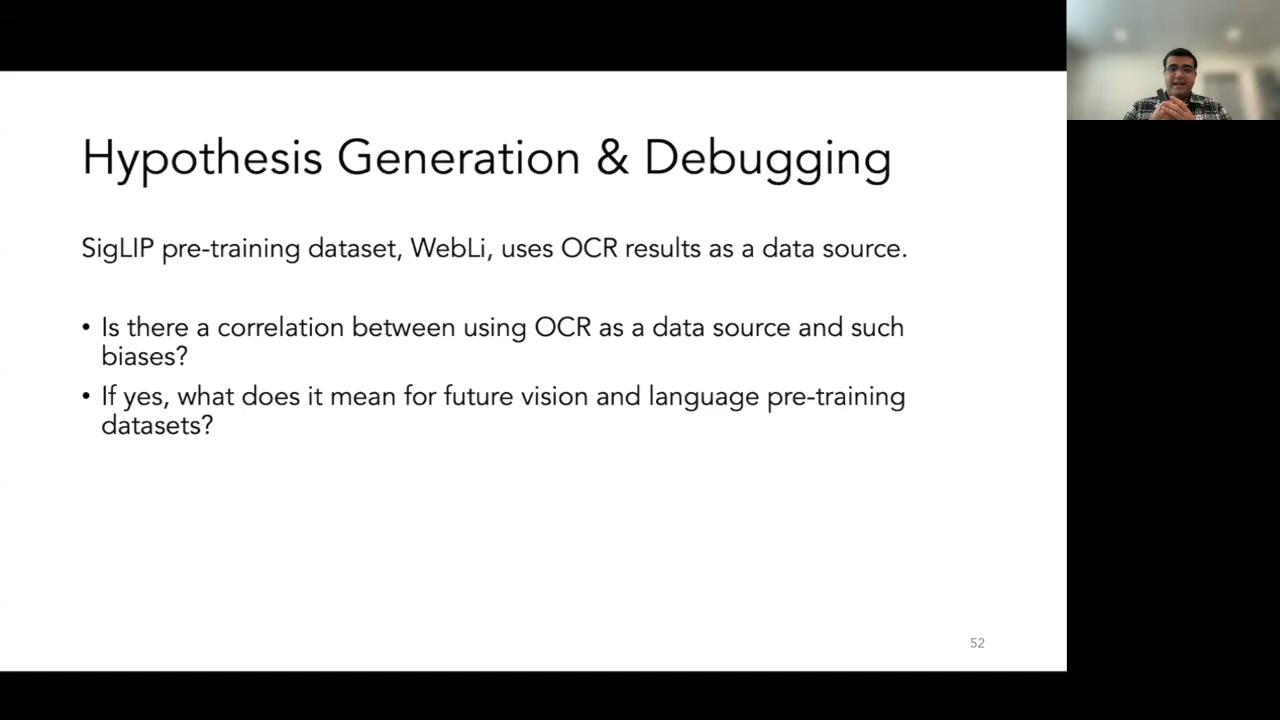 Hypothesis Generation & Debugging
SigLIP pre-training dataset, WebLi, uses OCR results as a data source.
• Is there a correlation between using OCR as a data source and such
biases?
• If yes, what does it mean for future vision and language pre-training
datasets?
52